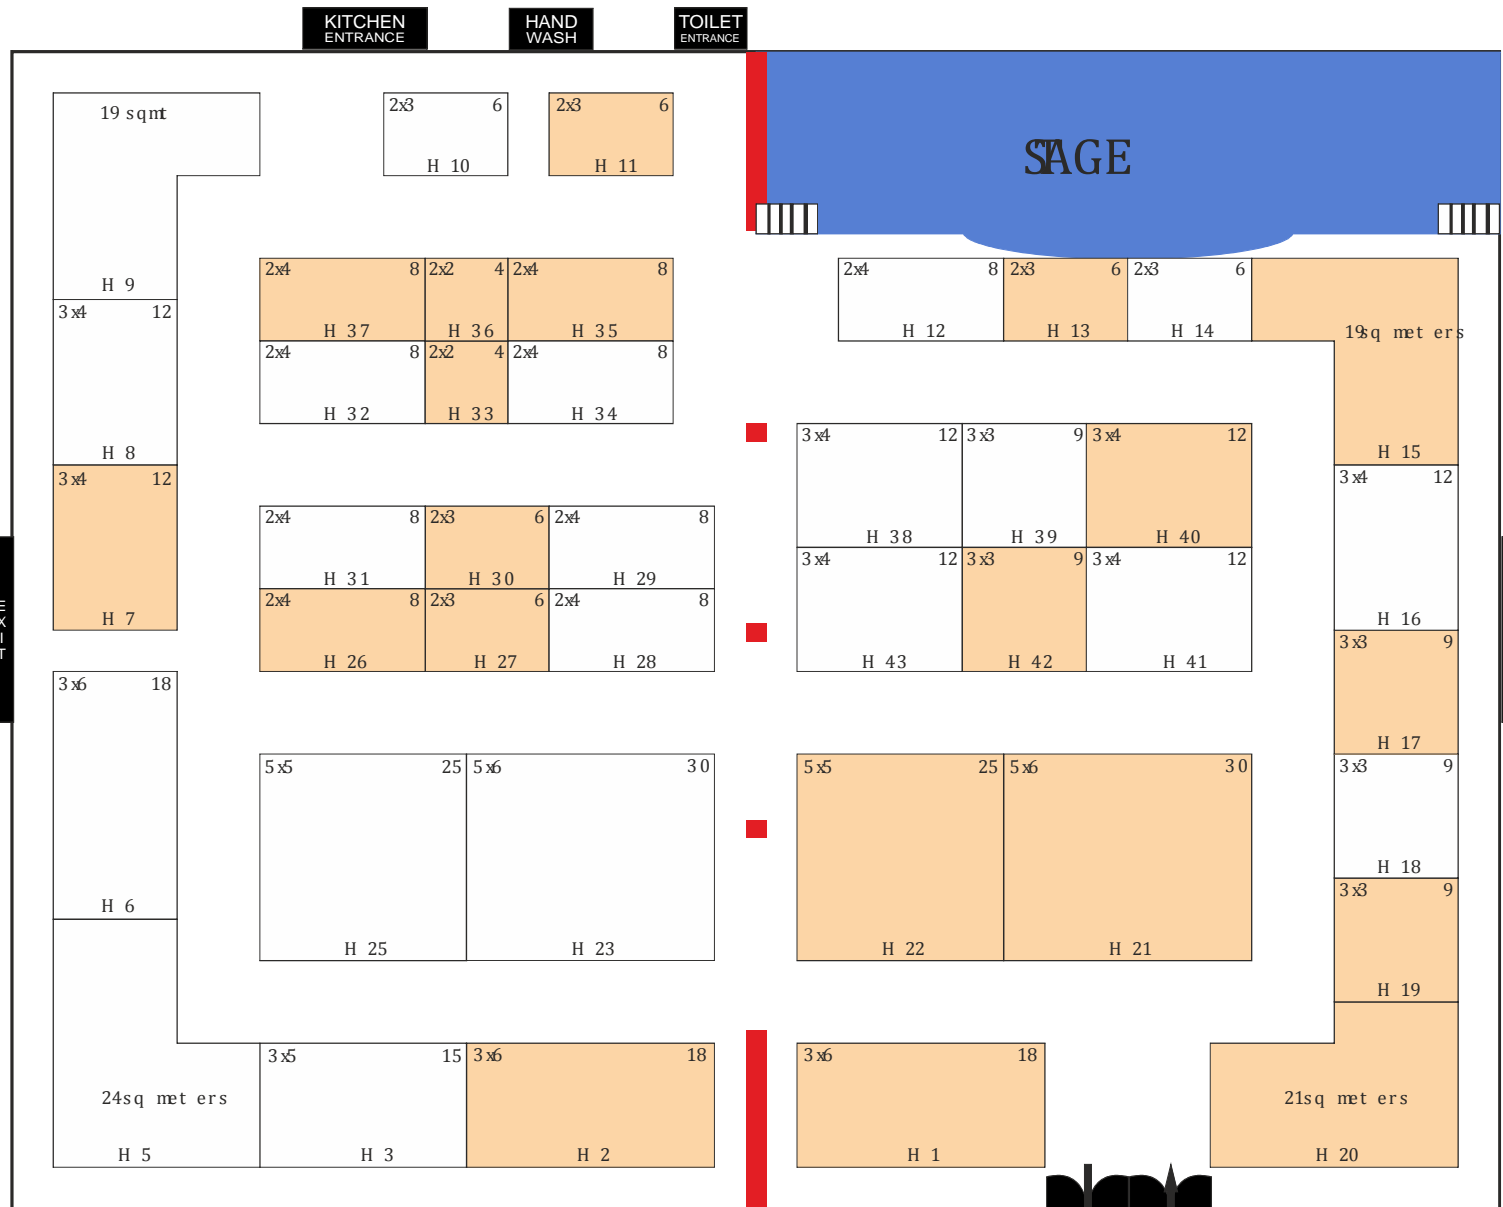 KITCHEN
ENTRANCE
HAND
WASH
TOILET
ENTRANCE
STAGE
19 sqmt
H 9
2x3 6
H 10
2x3 6
H 11
2x4 8
H 37
2x2 4
H 36
2x4 8
H 35
2x4 8
H 32
2x2 4
H 33
2x4 8
H 34
2x4 8
H 12
2x3 6
H 13
2x3 6
H 14
19sq meters
H 15
3x4 12
H 8
3x4 12
H 7
3x4 12
H 38
3x3 9
H 39
3x4 12
H 40
3x4 12
H 43
3x3 9
H 42
3x4 12
H 41
3x4 12
H 16
2x4 8
H 31
2x3 6
H 30
2x4 8
H 29
2x4 8
H 26
2x3 6
H 27
2x4 8
H 28
EXIT
3x3 9
H 17
3x6 18
H 6
5x5 25
H 25
5x6 30
H 23
5x5 25
H 22
5x6 30
H 21
3x3 9
H 18
3x3 9
H 19
24sq meters
H 5
3x5 15
H 3
3x6 18
H 2
3x6 18
H 1
21sq meters
H 20